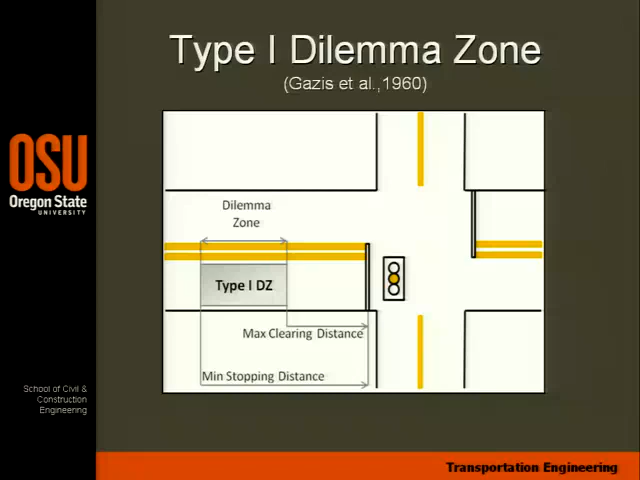 Type I Dilemma Zone
(Gazis et al.,1960)
OSU
Oregon State
UNIVERSITY
Dilemma
Zone
Type I DZ
Max Clearing Distance
Min Stopping Distance
School of Civil &
Construction
Engineering
Transportation Engineering